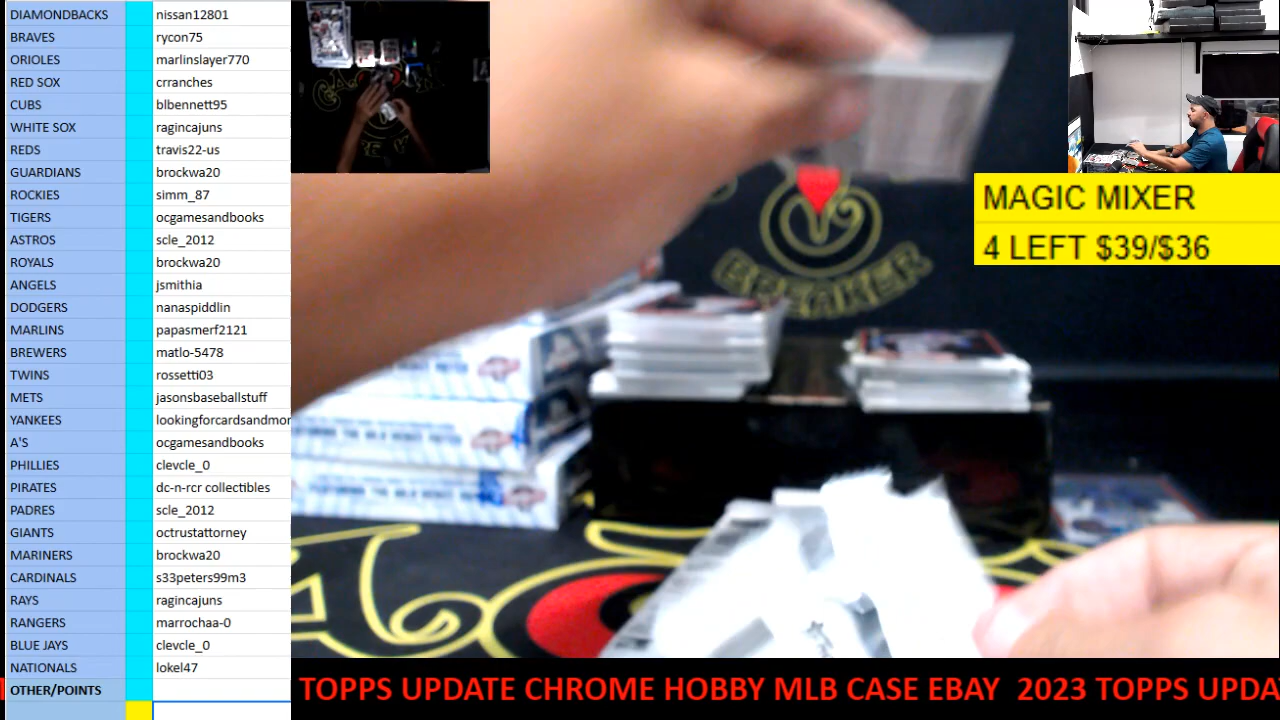 DIAMONDBACKS nissan12801
BRAVES rycon75
ORIOLES marlinslayer770
RED SOX crranches
CUBS blbennett95
WHITE SOX ragincajuns
REDS travis22-us
GUARDIANS brockwa20
ROCKIES simm_87
TIGERS ocgamesandbooks
ASTROS scle_2012
ROYALS brockwa20
ANGELS jsmithia
DODGERS nanaspiddlin
MARLINS papasmerf2121
BREWERS matlo-5478
TWINS rossetti03
METS jasonsbaseballstuff
YANKEES lookingforcardsandmor
A'S ocgamesandbooks
PHILLIES clevcle_0
PIRATES dc-n-rcr collectibles
PADRES scle_2012
GIANTS octrustattorney
MARINERS brockwa20
CARDINALS s33peters99m3
RAYS ragincajuns
RANGERS marrochaa-0
BLUE JAYS clevcle_0
NATIONALS lokel47
OTHER/POINTS
MAGIC MIXER
4 LEFT $39/$36
BREAKER
TOPPS UPDATE CHROME HOBBY MLB CASE EBAY 2023 TOPPS UPDA